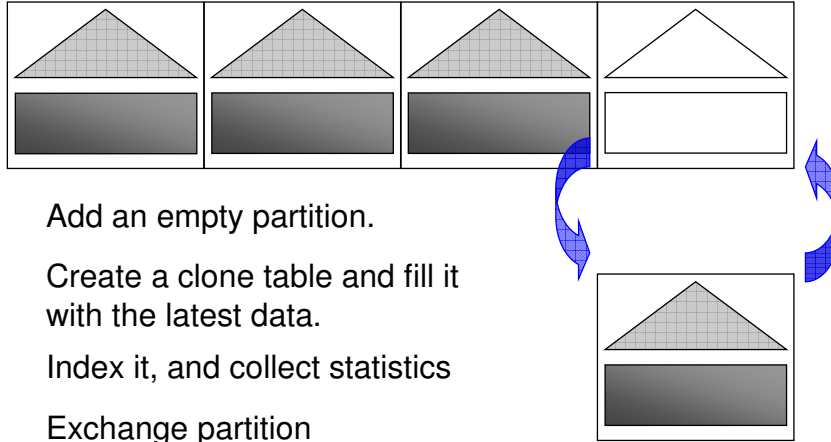 Add an empty partition.
Create a clone table and fill it
with the latest data.
Index it, and collect statistics
Exchange partition